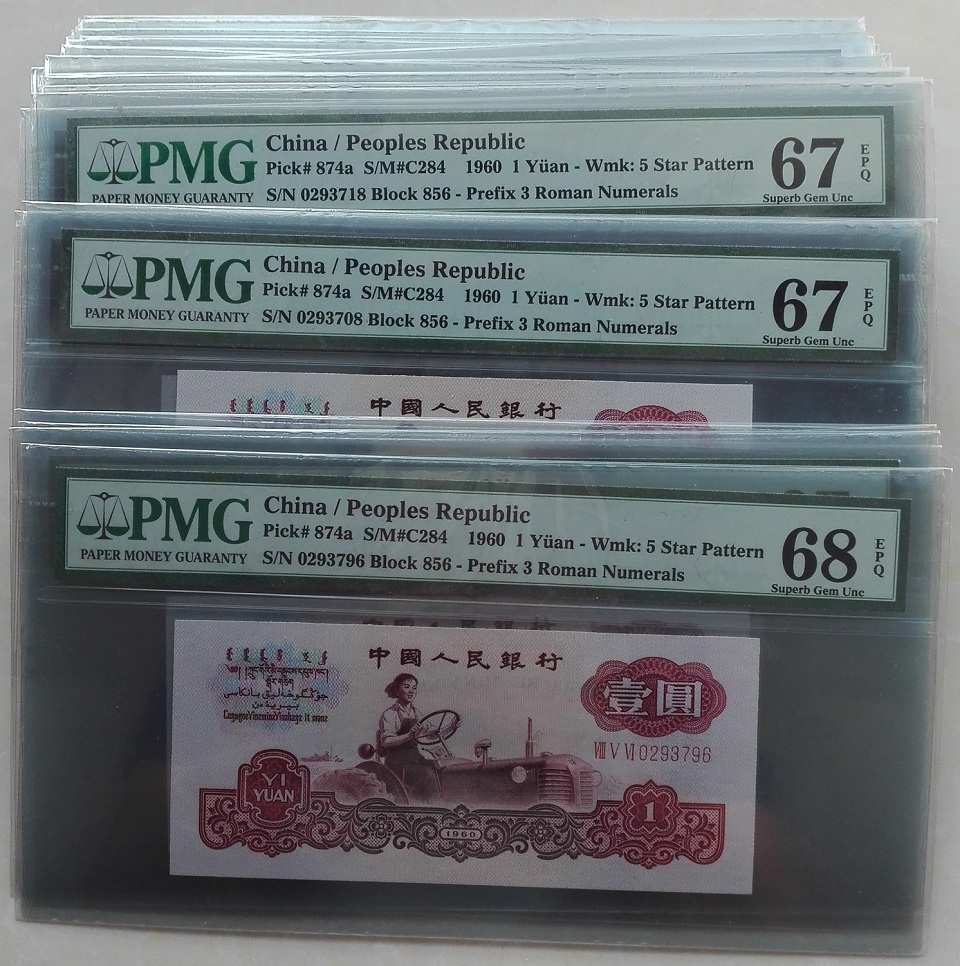 PMG
PAPER MONEY GUARANTY
China / Peoples Republic
Pick# 874a S/M#C284 1960 1 Yüan - Wmk: 5 Star Pattern
S/N 0293718 Block 856 - Prefix 3 Roman Numerals
67
EPQ
Superb Gem Unc
PMG
PAPER MONEY GUARANTY
China / Peoples Republic
Pick# 874a S/M#C284 1960 1 Yüan - Wmk: 5 Star Pattern
S/N 0293708 Block 856 - Prefix 3 Roman Numerals
67
EPQ
Superb Gem Unc
中國人民銀行
PMG
PAPER MONEY GUARANTY
China / Peoples Republic
Pick# 874a S/M#C284 1960 1 Yüan - Wmk: 5 Star Pattern
S/N 0293796 Block 856 - Prefix 3 Roman Numerals
68
EPQ
Superb Gem Unc
中國人民銀行
壹圓
VIII V VI 0293796
YI
YUAN
1960
1